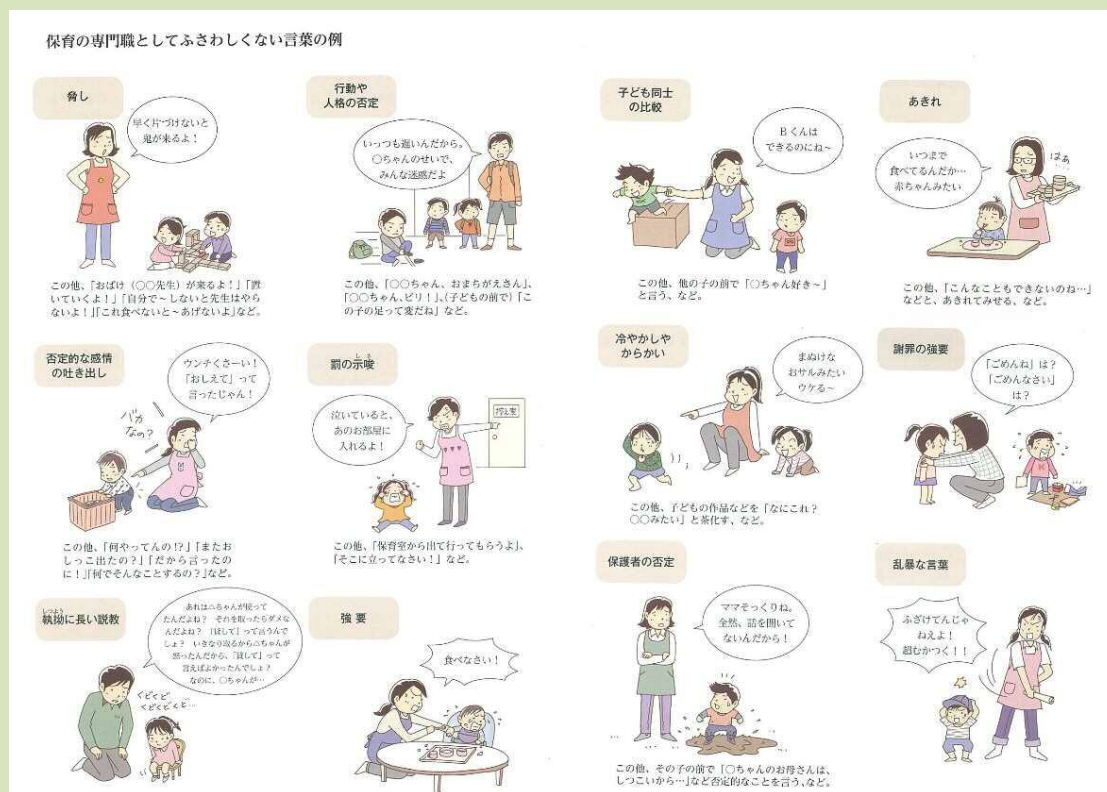 保育の専門職としてふさわしくない言葉の例
脅し
早く片づけないと
鬼が来るよ！
この他、「おばけ（〇〇先生）が来るよ！」「置
いていくよ！」「自分で～しないと先生はやら
ないよ！」「これ食べないと～あげないよ」など。
行動や
人格の否定
いっつも遅いんだから。
〇ちゃんのせいで、
みんな迷惑だよ
この他、「〇〇ちゃん、おまちがえさん」、
「〇〇ちゃん、ビリ！」、（子どもの前で）「こ
の子の足って変だね」など。
否定的な感情
の吐き出し
ウンチくさーい！
「おしえて」って
言ったじゃん！
バカ
なの？
この他、「何やってんの!?」「またお
しっこ出たの？」「だから言ったの
に！」「何でそんなことするの？」など。
罰の示唆
しさ
泣いていると、
あのお部屋に
入れるよ！
この他、「保育室から出て行ってもらうよ」、
「そこに立ってなさい！」など。
しつよう
執拗に長い説教
あれは△ちゃんが使って
たんだよね？ それを取ったらダメな
んだよね？ 「貸して」って言うんで
しょ？ いきなり取るから△ちゃんが
怒ったんだから、「貸して」って
言えばよかったんでしょ？
なのに、〇ちゃんが…
くどくど
くどくどくど…
強要
食べなさい！
子ども同士
の比較
Bくんは
できるのにね～
この他、他の子の前で「〇ちゃん好き～」
と言う、など。
あきれ
いつまで
食べてるんだか…
赤ちゃんみたい
はぁ
この他、「こんなこともできないのね…」
などと、あきれてみせる、など。
冷やかしや
からかい
まぬけな
おサルみたい
ウケる～
この他、子どもの作品などを「なにこれ？
〇〇みたい」と茶化す、など。
謝罪の強要
「ごめんね」は？
「ごめんなさい」
は？
保護者の否定
ママそっくりね。
全然、話を聞いて
ないんだから！
この他、その子の前で「〇ちゃんのお母さんは、
しつこいから…」など否定的なことを言う、など。
乱暴な言葉
ふざけてんじゃ
ねえよ！
超むかつく！！